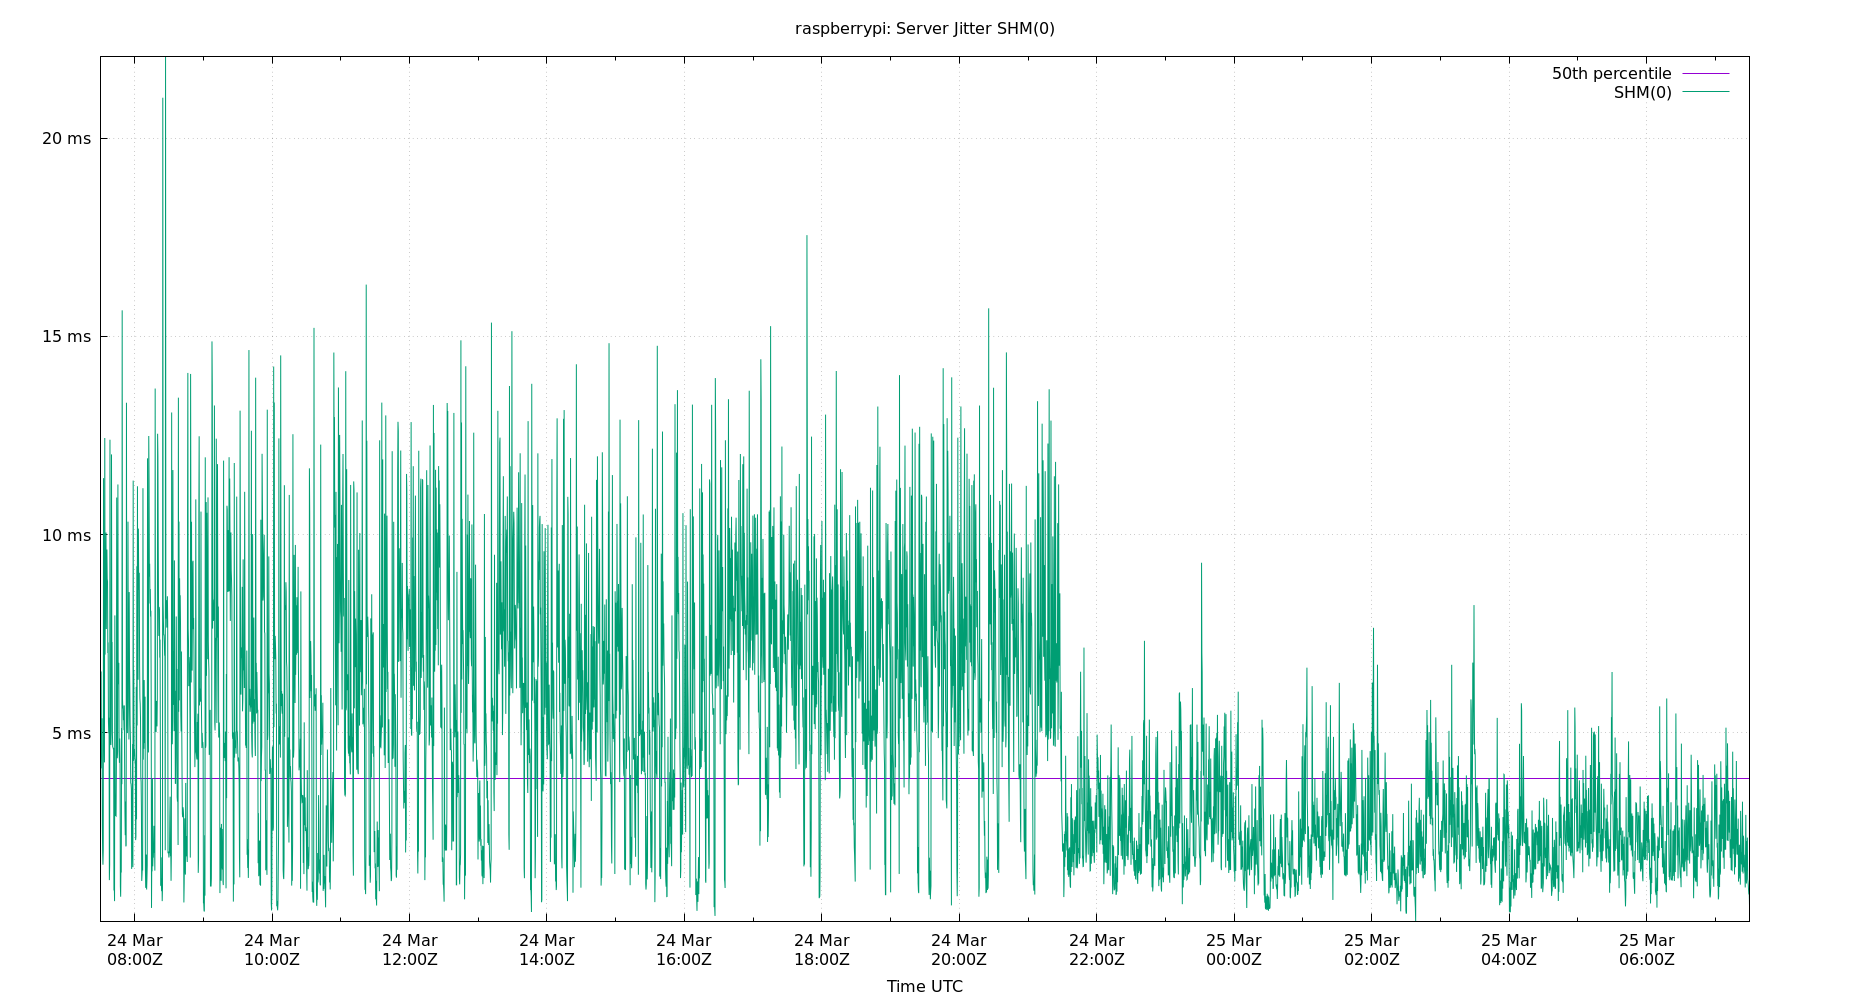 raspberrypi: Server Jitter SHM(0)
50th percentile
SHM(0)
20 ms
15 ms
10 ms
5 ms
24 Mar 24 Mar 24 Mar 24 Mar 24 Mar 24 Mar 24 Mar 24 Mar 25 Mar 25 Mar 25 Mar 25 Mar
08:00Z 10:00Z 12:00Z 14:00Z 16:00Z 18:00Z 20:00Z 22:00Z 00:00Z 02:00Z 04:00Z 06:00Z
Time UTC